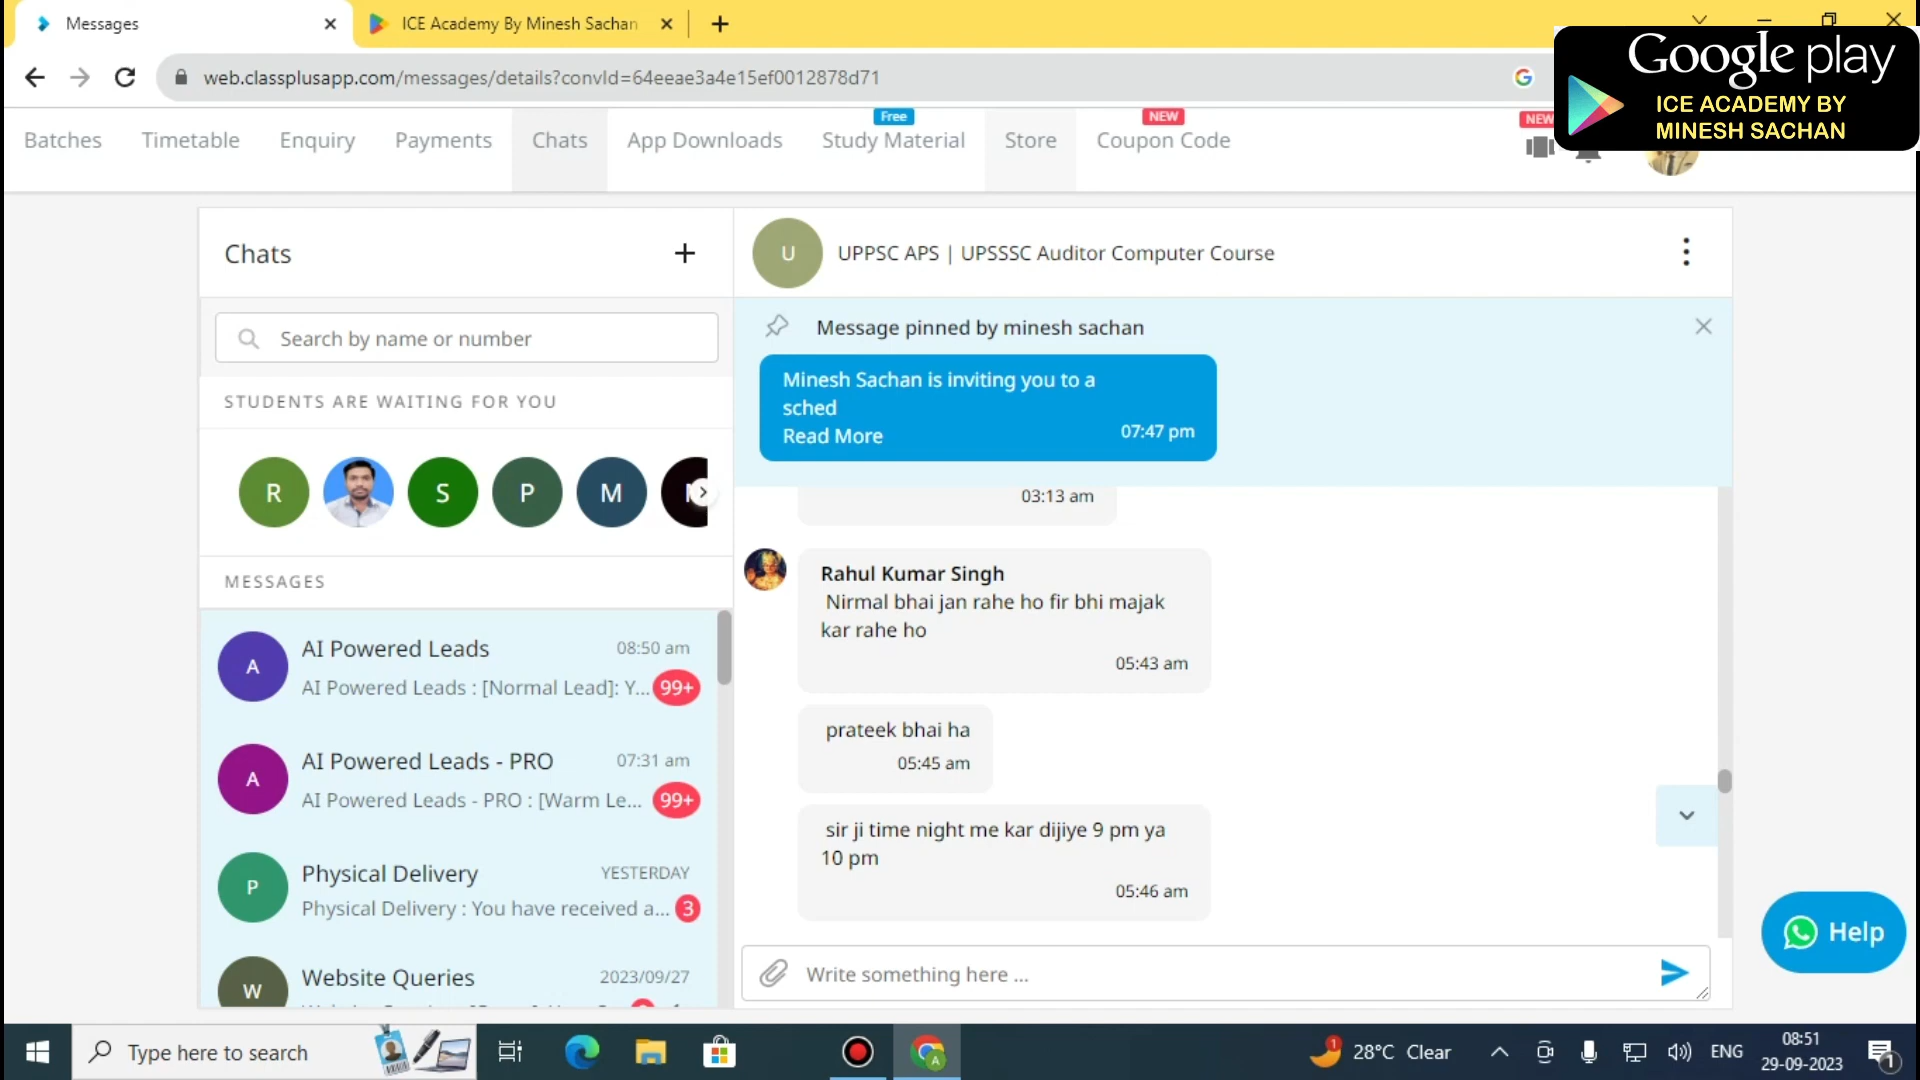 Messages
ICE Academy By Minesh Sachan
web.classplusapp.com/messages/details?convId=64eeae3a4e15ef0012878d71
Google play
ICE ACADEMY BY
MINESH SACHAN
Batches
Timetable
Enquiry
Payments
Chats
App Downloads
Free
Study Material
Store
NEW
Coupon Code
NEW
Chats
Search by name or number
STUDENTS ARE WAITING FOR YOU
R
S
P
M
MESSAGES
A
AI Powered Leads
08:50 am
AI Powered Leads : [Normal Lead]: Y...
99+
A
AI Powered Leads - PRO
07:31 am
AI Powered Leads - PRO : [Warm Le...
99+
P
Physical Delivery
YESTERDAY
Physical Delivery : You have received a...
3
W
Website Queries
2023/09/27
U
UPPSC APS | UPSSSC Auditor Computer Course
Message pinned by minesh sachan
Minesh Sachan is inviting you to a
sched
Read More
07:47 pm
03:13 am
Rahul Kumar Singh
Nirmal bhai jan rahe ho fir bhi majak
kar rahe ho
05:43 am
prateek bhai ha
05:45 am
sir ji time night me kar dijiye 9 pm ya
10 pm
05:46 am
Write something here ...
Help
Type here to search
1
28°C Clear
ENG
08:51
29-09-2023
1